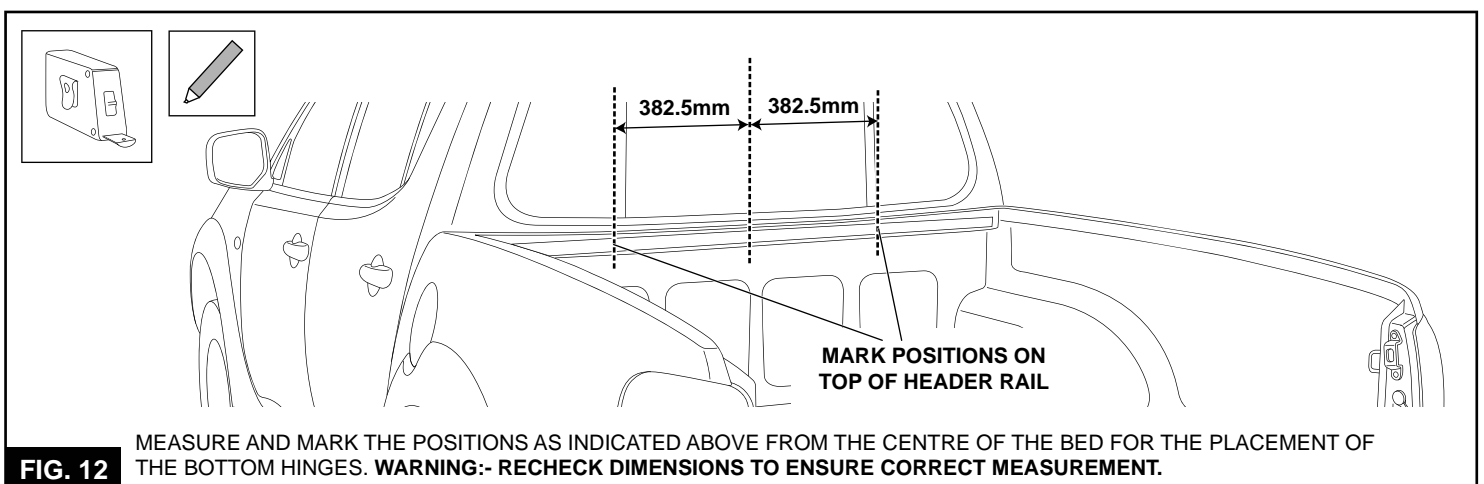 382.5mm 382.5mm
MARK POSITIONS ON
TOP OF HEADER RAIL
MEASURE AND MARK THE POSITIONS AS INDICATED ABOVE FROM THE CENTRE OF THE BED FOR THE PLACEMENT OF
FIG. 12 THE BOTTOM HINGES. WARNING:- RECHECK DIMENSIONS TO ENSURE CORRECT MEASUREMENT.